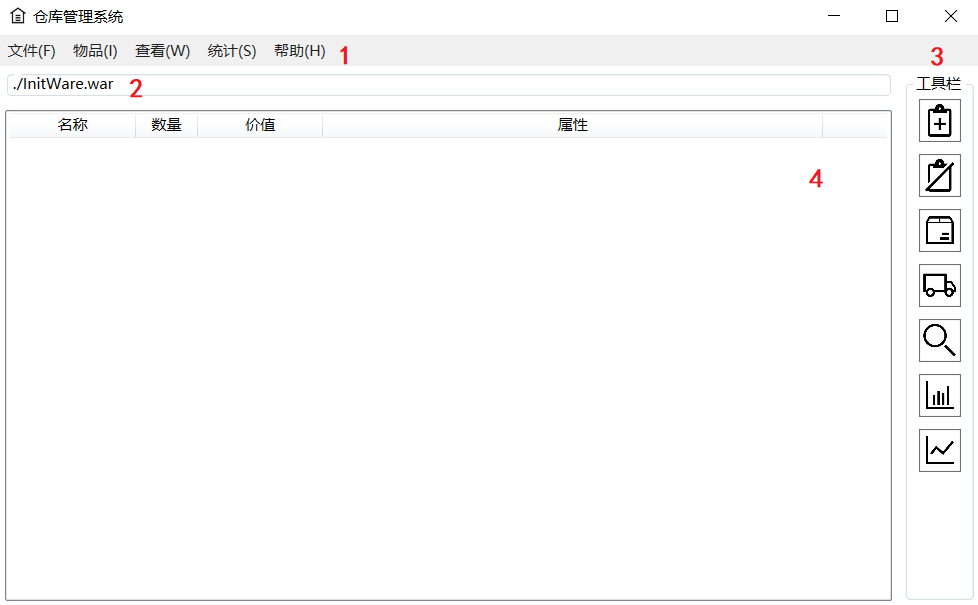 仓库管理系统
文件(F) 物品(I) 查看(W) 统计(S) 帮助(H) 1 3
./InitWare.war 2 工具栏
名称 数量 价值 属性
4